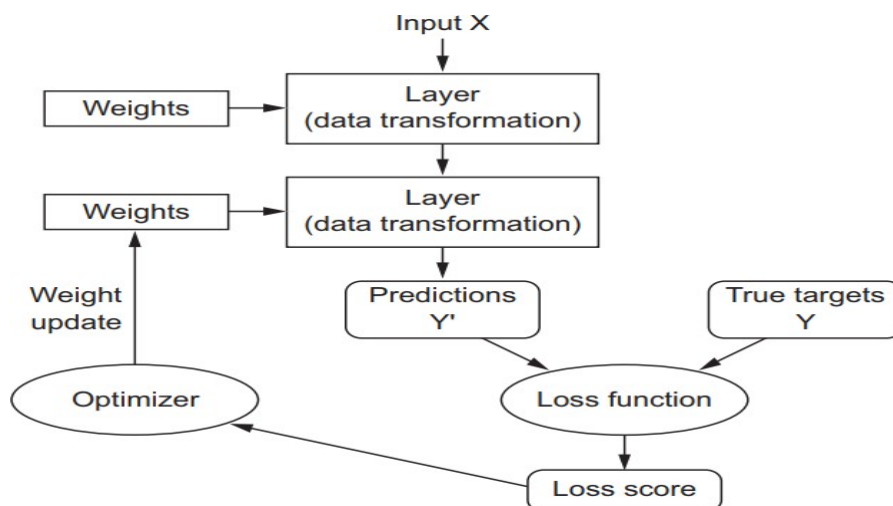 Input X
Weights
Layer
(data transformation)
Weights
Layer
(data transformation)
Weight
update
Predictions
Y'
True targets
Y
Optimizer
Loss function
Loss score